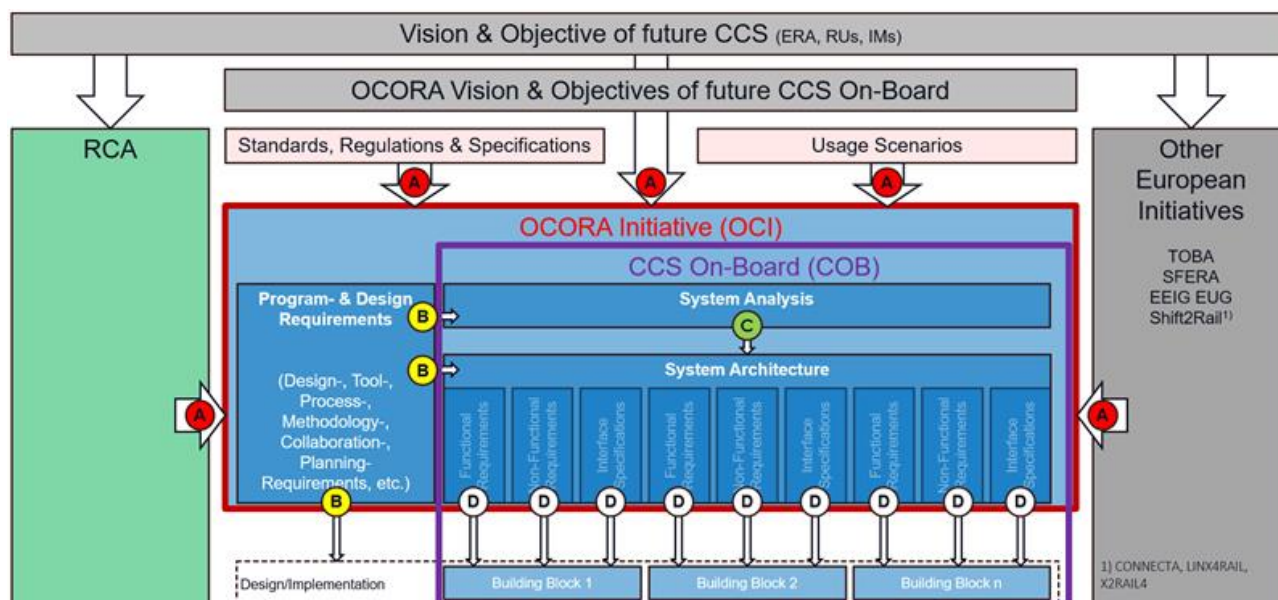 Vision & Objective of future CCS (ERA, RUs, IMs)
OCORA Vision & Objectives of future CCS On-Board
RCA
Standards, Regulations & Specifications
Usage Scenarios
Other
European
Initiatives
TOBA
SFERA
EEIG EUG
Shift2Rail¹⁾
A
A
A
OCORA Initiative (OCI)
CCS On-Board (COB)
Program- & Design
Requirements
B
System Analysis
C
B
System Architecture
(Design-, Tool-,
Process-,
Methodology-,
Collaboration-,
Planning-
Requirements, etc.)
A
A
Functional
Requirements
Non-Functional
Requirements
Interface
Specifications
Functional
Requirements
Non-Functional
Requirements
Interface
Specifications
Functional
Requirements
Non-Functional
Requirements
Interface
Specifications
B
D
D
D
D
D
D
D
D
D
Design/Implementation
Building Block 1
Building Block 2
Building Block n
1) CONNECTA, LINX4RAIL,
X2RAIL4